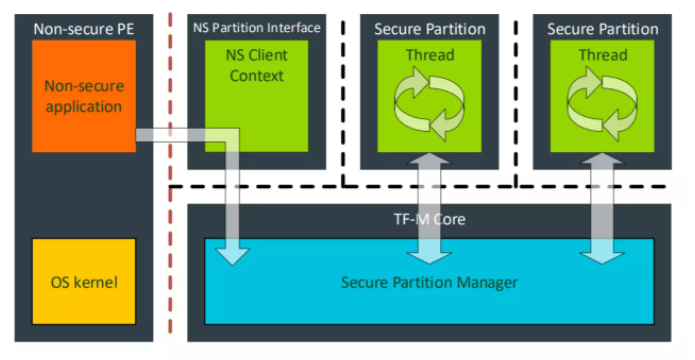 Non-secure PE
Non-secure
application
OS kernel
NS Partition Interface
NS Client
Context
Secure Partition
Thread
Secure Partition
Thread
TF-M Core
Secure Partition Manager